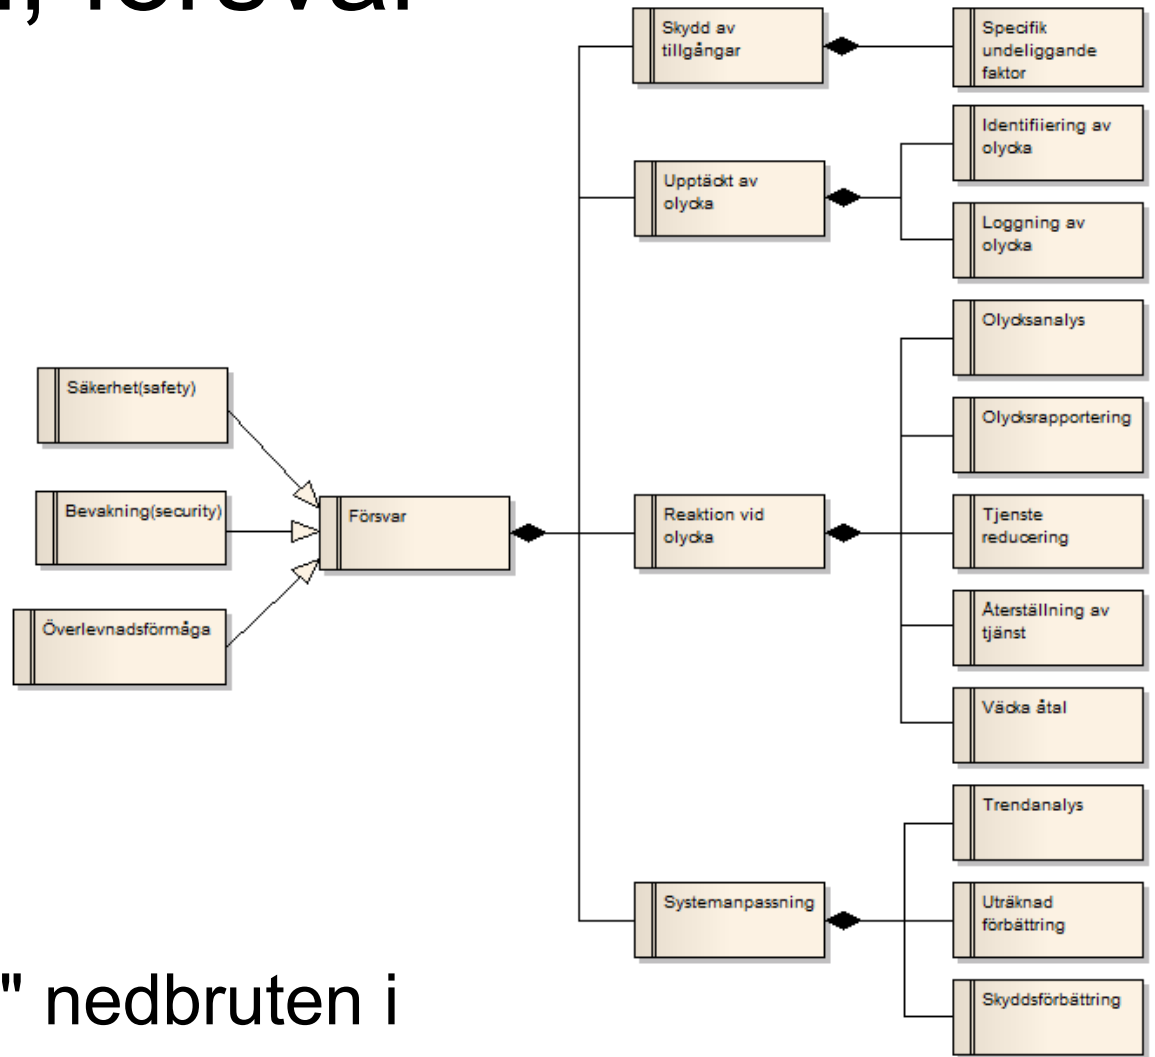 försvar
Skydd av
tillgångar
Specifik
undeliggande
faktor
Identifiiering av
olycka
Upptäckt av
olycka
Loggning av
olycka
Olycksanalys
Säkerhet(safety)
Olycksrapportering
Bevakning(security)
Försvar
Reaktion vid
olycka
Tjenste
reducering
Överlevnadsförmåga
Återställning av
tjänst
Väcka åtal
Trendanalys
Systemanpassning
Uträknad
förbättring
Skyddsförbättring
" nedbruten i